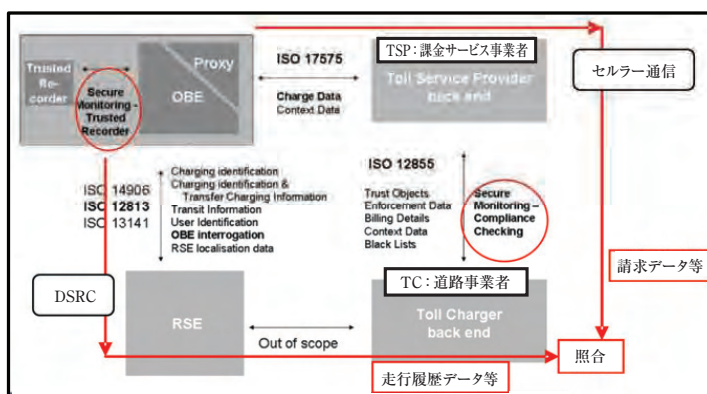 Trusted
Re-
corder
Secure
Monitoring -
Trusted
Recorder
Proxy
OBE
ISO 17575
Charge Data
Context Data
TSP：課金サービス事業者
Toll Service Provider
back end
セルラー通信
ISO 14906
ISO 12813
ISO 13141
Charging identification
Charging identification &
Transfer Charging Information
Transit Information
User Identification
OBE interrogation
RSE localisation data
ISO 12855
Trust Objects
Enforcement Data
Billing Details
Context Data
Black Lists
Secure
Monitoring –
Compliance
Checking
請求データ等
DSRC
RSE
Out of scope
TC：道路事業者
Toll Charger
back end
照合
走行履歴データ等